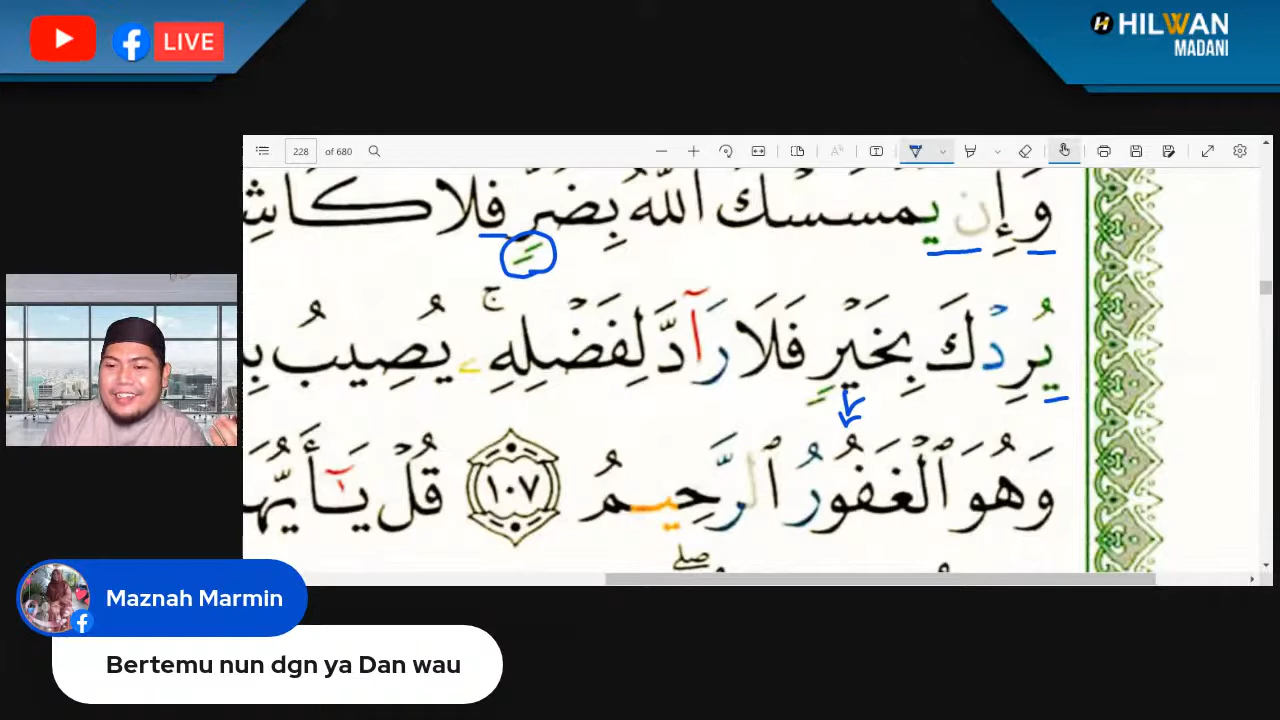 LIVE
HILWAN
MADANI
228 of 680
وَإِن يَمْسَسْكَ اللَّهُ بِضُرٍّ فَلَا كَاشِ
يُرِدْكَ بِخَيْرٍ فَلَا رَآدَّ لِفَضْلِهِۦ ۚ يُصِيبُ بِ
وَهُوَ ٱلْغَفُورُ ٱلرَّحِيمُ ١٠٧ قُلْ يَـٰٓأَيُّهَ
Maznah Marmin
Bertemu nun dgn ya Dan wau